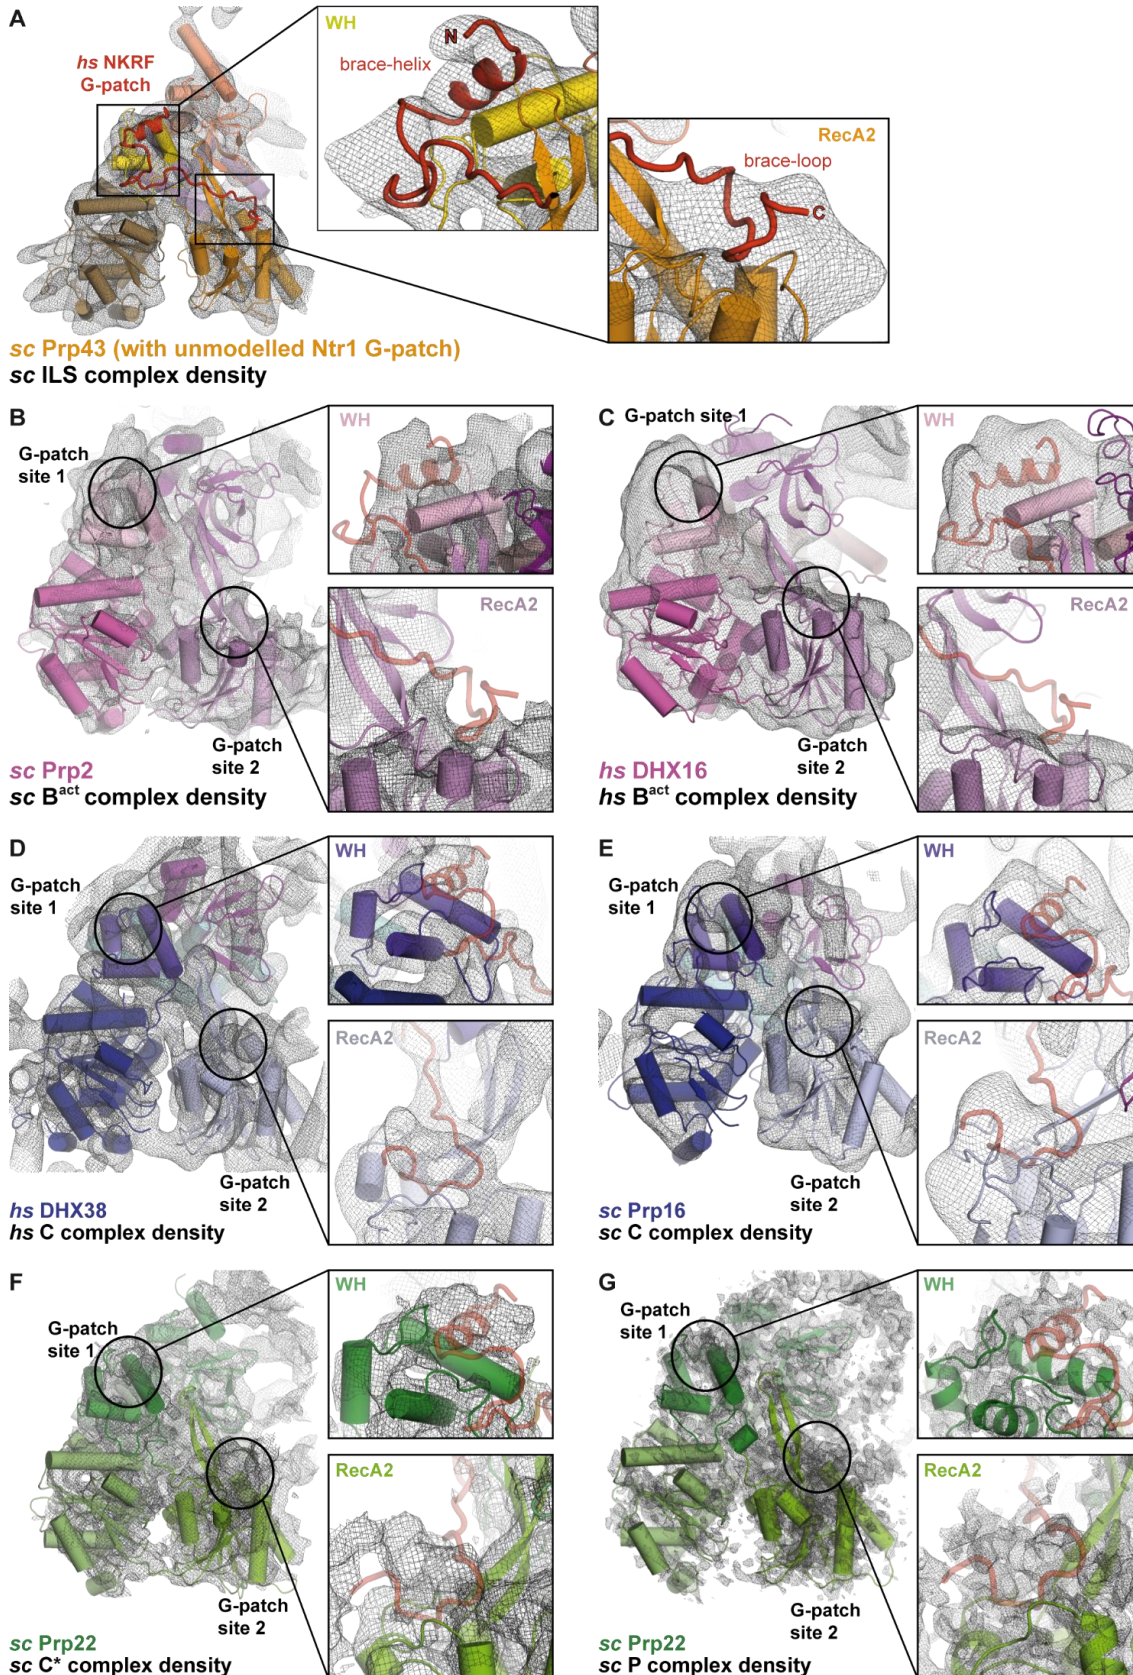 A
hs NKRF
G-patch
WH
N
brace-helix
RecA2
brace-loop
C
sc Prp43 (with unmodelled Ntr1 G-patch)
sc ILS complex density
B
G-patch
site 1
WH
RecA2
G-patch
site 2
sc Prp2
sc Bact complex density
C
G-patch site 1
WH
RecA2
G-patch
site 2
hs DHX16
hs Bact complex density
D
G-patch
site 1
WH
RecA2
G-patch
site 2
hs DHX38
hs C complex density
E
G-patch
site 1
WH
RecA2
G-patch
site 2
sc Prp16
sc C complex density
F
G-patch
site 1
WH
RecA2
G-patch
site 2
sc Prp22
sc C* complex density
G
G-patch
site 1
WH
RecA2
G-patch
site 2
sc Prp22
sc P complex density